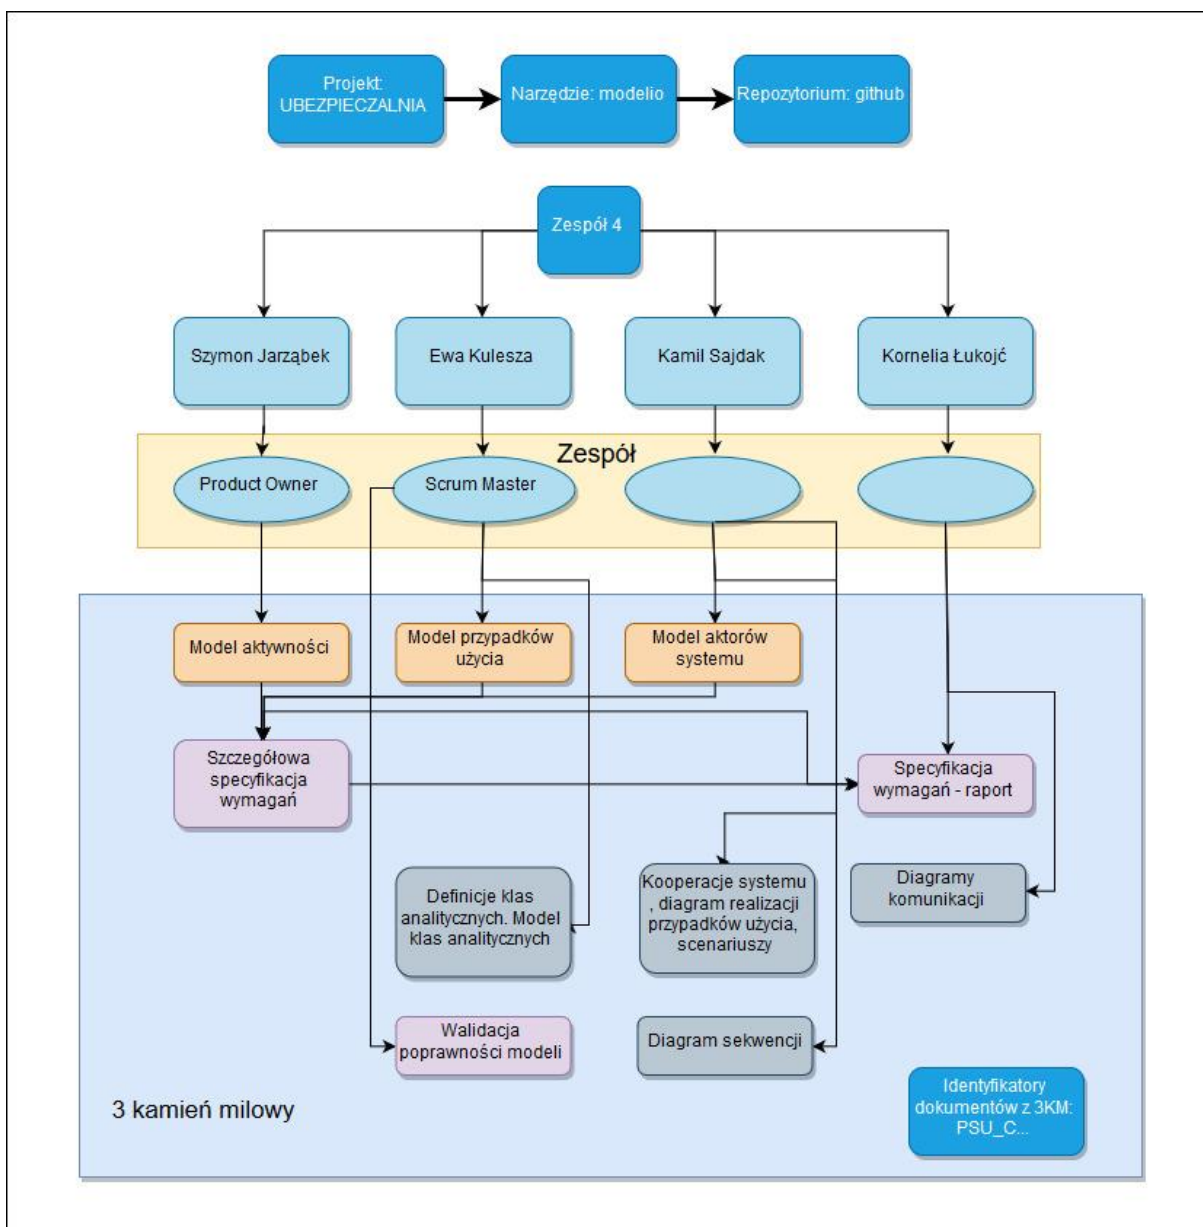 Projekt:
UBEZPIECZALNIA
Narzędzie: modelio
Repozytorium: github
Zespół 4
Szymon Jarząbek
Ewa Kulesza
Kamil Sajdak
Kornelia Łukojć
Zespół
Product Owner
Scrum Master
Model aktywności
Model przypadków
użycia
Model aktorów
systemu
Szczegółowa
specyfikacja
wymagań
Specyfikacja
wymagań - raport
Definicje klas
analitycznych. Model
klas analitycznych
Kooperacje systemu
, diagram realizacji
przypadków użycia,
scenariuszy
Diagramy
komunikacji
Walidacja
poprawności modeli
Diagram sekwencji
3 kamień milowy
Identyfikatory
dokumentów z 3KM:
PSU_C...